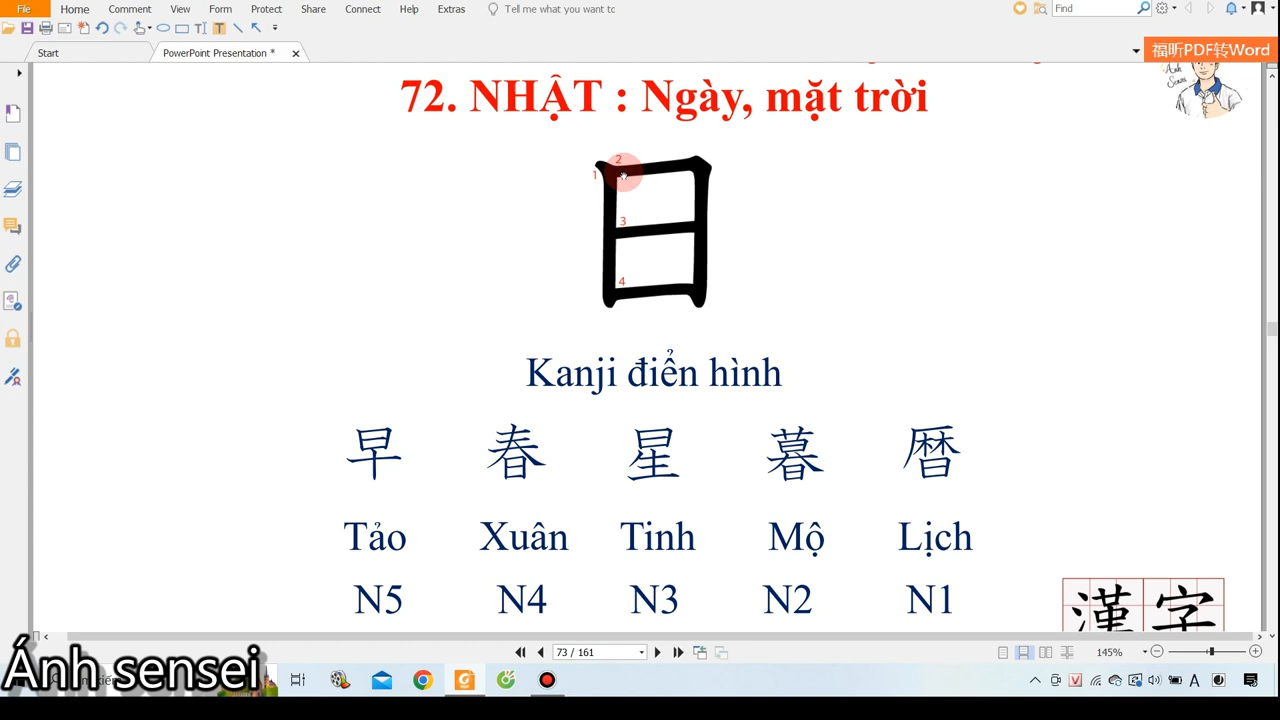 File Home Comment View Form Protect Share Connect Help Extras Tell me what you want to Find
Start PowerPoint Presentation * 福昕PDF转Word
Anh
Sensei
72. NHẬT : Ngày, mặt trời
日
1
2
3
4
Kanji điển hình
早 春 星 暮 暦
Tảo Xuân Tinh Mộ Lịch
N5 N4 N3 N2 N1
漢字
73 / 161 145%
Ánh sensei